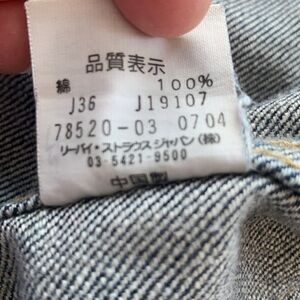 品質表示
綿 100%
J36 J19107
78520-03 0704
リーバイ・ストラウス ジャパン(株)
03-5421-9500
中国製